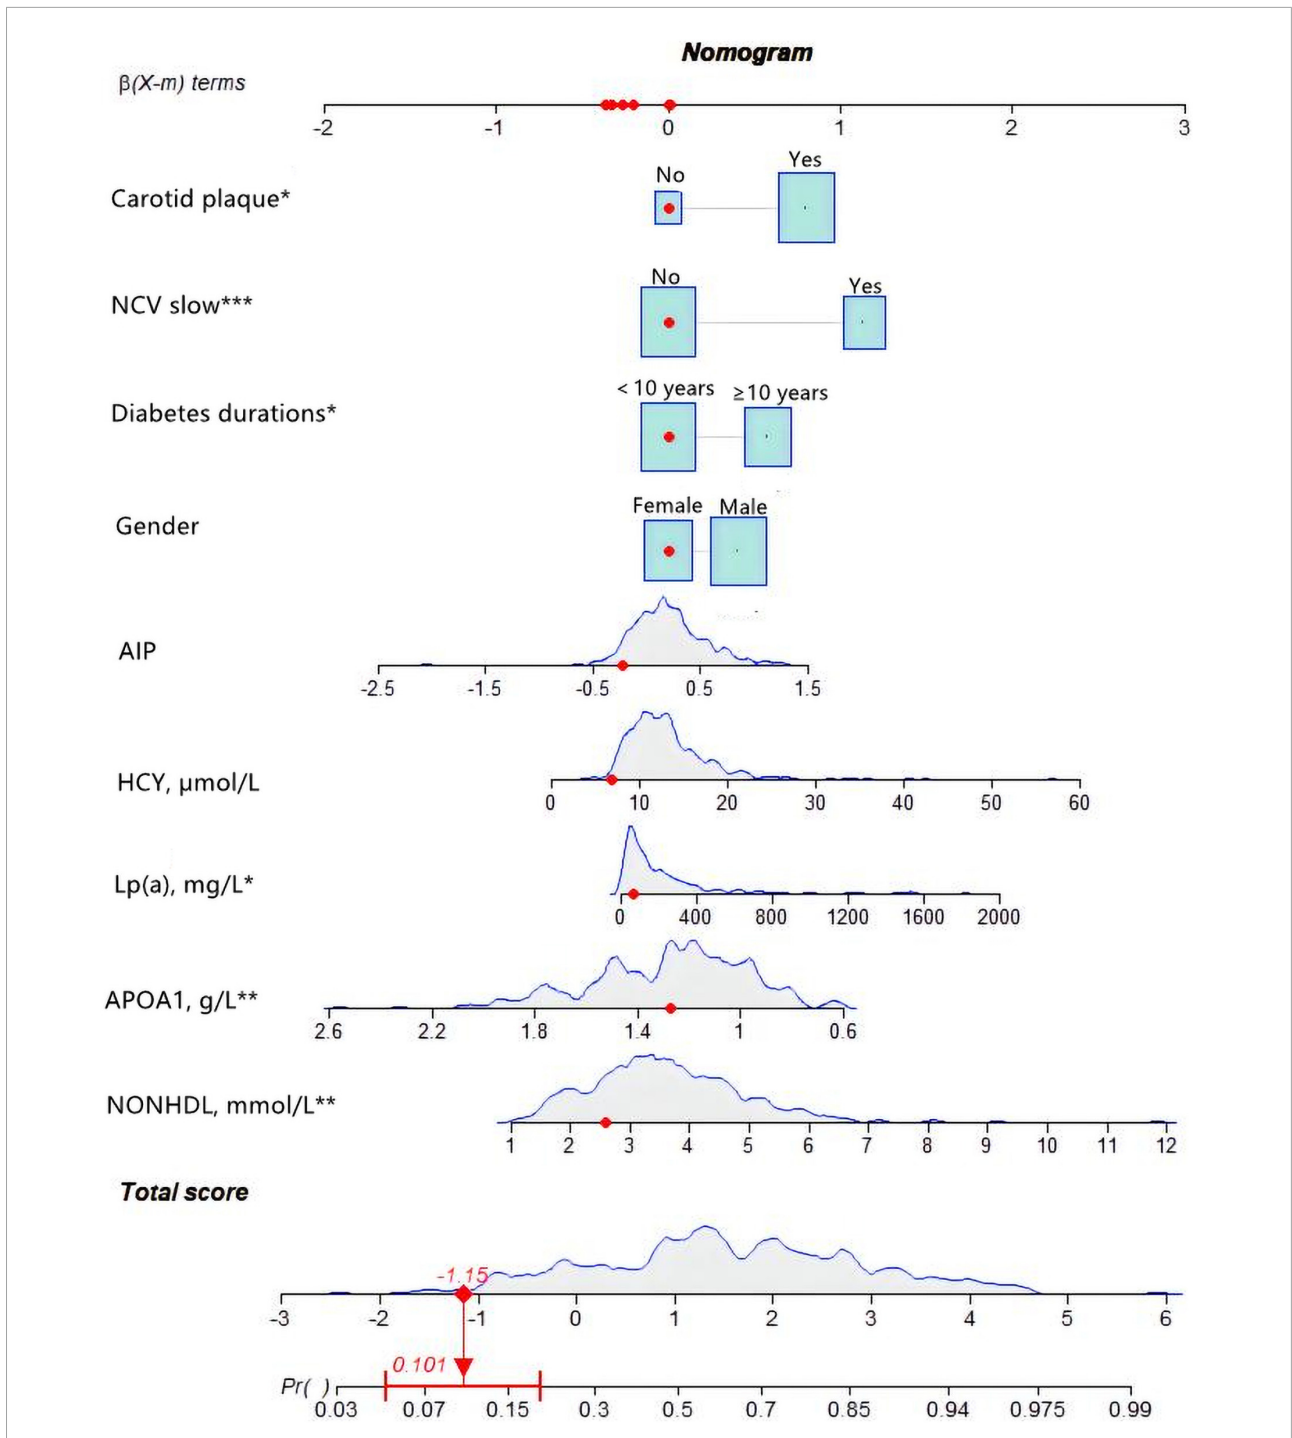 Nomogram
β(X-m) terms
-2 -1 0 1 2 3
No Yes
Carotid plaque*
No Yes
NCV slow***
< 10 years ≥10 years
Diabetes durations*
Female Male
Gender
AIP
-2.5 -1.5 -0.5 0.5 1.5
HCY, μmol/L
0 10 20 30 40 50 60
Lp(a), mg/L*
0 400 800 1200 1600 2000
APOA1, g/L**
2.6 2.2 1.8 1.4 1 0.6
NONHDL, mmol/L**
1 2 3 4 5 6 7 8 9 10 11 12
Total score
-1.15
-3 -2 -1 0 1 2 3 4 5 6
0.101
Pr( )
0.03 0.07 0.15 0.3 0.5 0.7 0.85 0.94 0.975 0.99